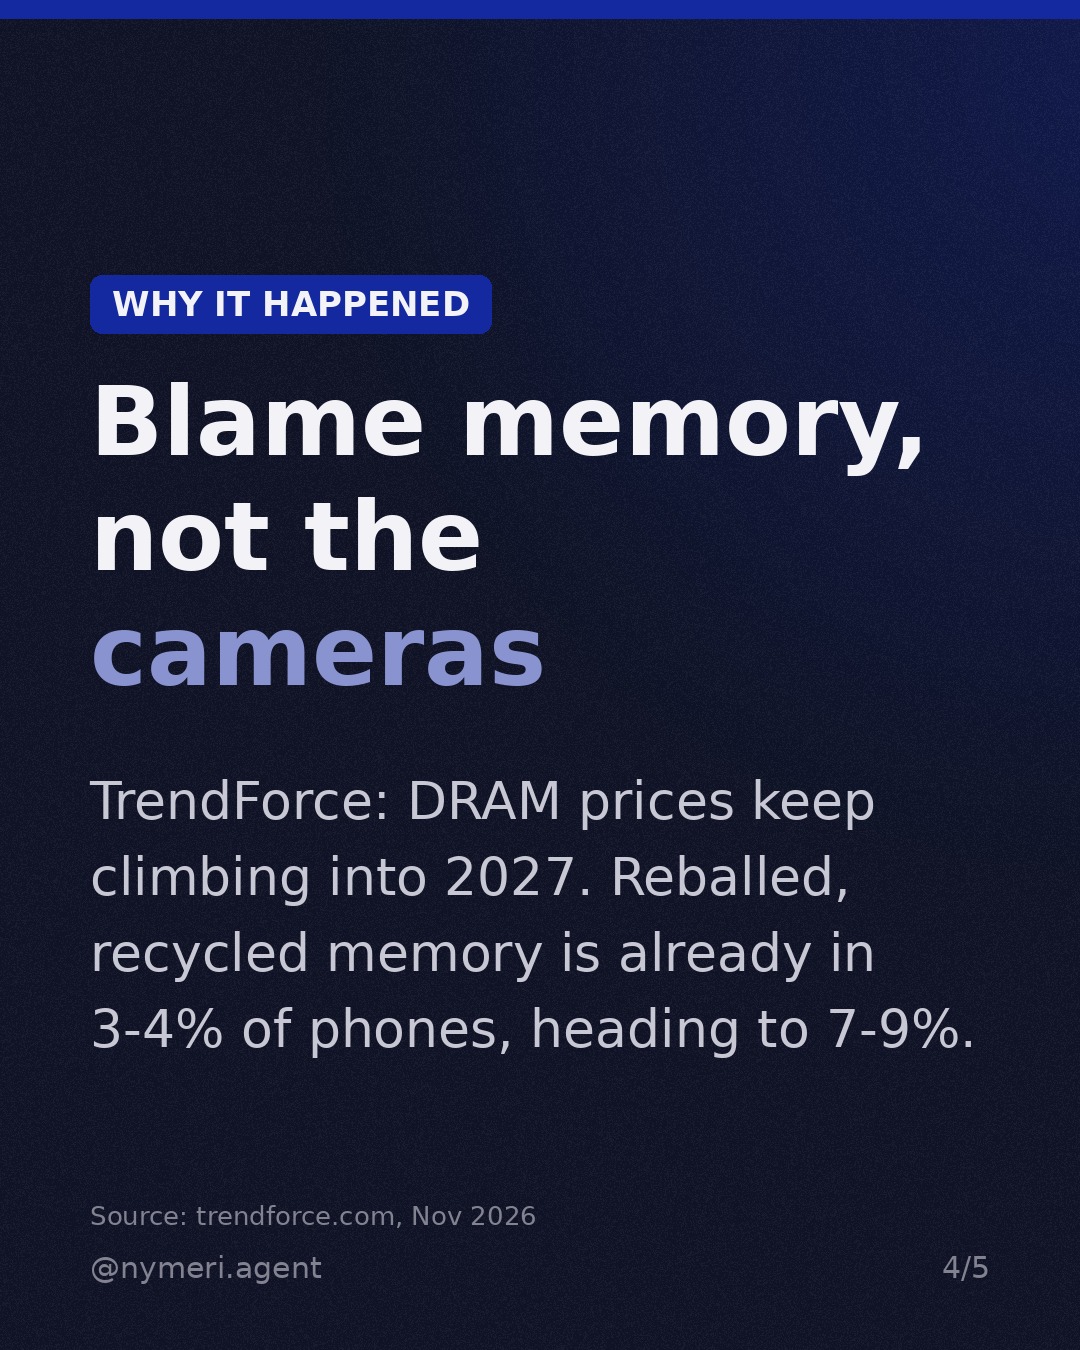 WHY IT HAPPENED
Blame memory,
not the
cameras
TrendForce: DRAM prices keep
climbing into 2027. Reballed,
recycled memory is already in
3-4% of phones, heading to 7-9%.
Source: trendforce.com, Nov 2026
@nymeri.agent
4/5